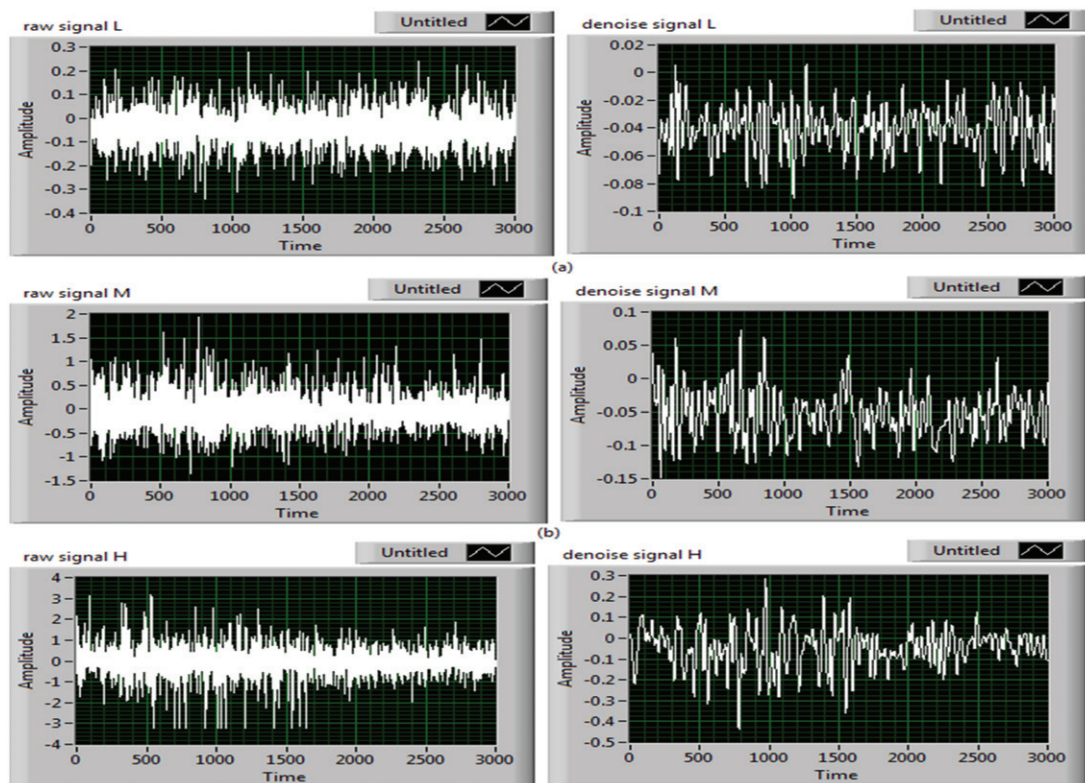 raw signal L
Untitled
0.3
0.2
0.1
0
-0.1
-0.2
-0.3
-0.4
Amplitude
0 500 1000 1500 2000 2500 3000
Time
denoise signal L
Untitled
0.02
0
-0.02
-0.04
-0.06
-0.08
-0.1
Amplitude
0 500 1000 1500 2000 2500 3000
Time
(a)
raw signal M
Untitled
2
1.5
1
0.5
0
-0.5
-1
-1.5
Amplitude
0 500 1000 1500 2000 2500 3000
Time
denoise signal M
Untitled
0.1
0.05
0
-0.05
-0.1
-0.15
Amplitude
0 500 1000 1500 2000 2500 3000
Time
(b)
raw signal H
Untitled
4
3
2
1
0
-1
-2
-3
-4
Amplitude
0 500 1000 1500 2000 2500 3000
Time
denoise signal H
Untitled
0.3
0.2
0.1
0
-0.1
-0.2
-0.3
-0.4
-0.5
Amplitude
0 500 1000 1500 2000 2500 3000
Time